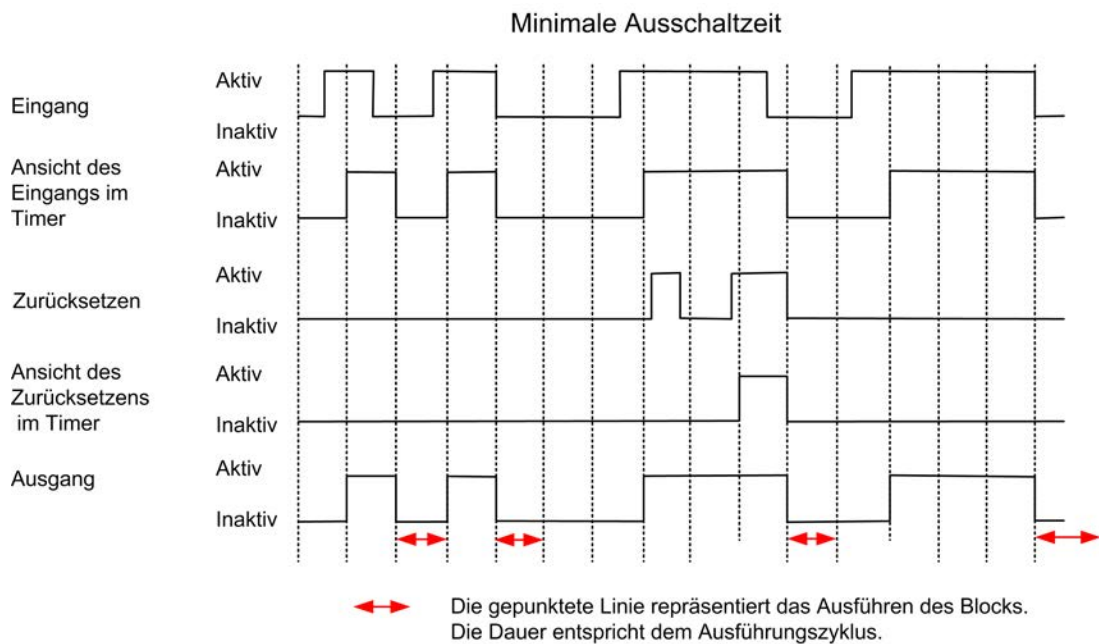 Minimale Ausschaltzeit
Eingang
Aktiv
Inaktiv
Ansicht des
Eingangs im
Timer
Aktiv
Inaktiv
Zurücksetzen
Aktiv
Inaktiv
Ansicht des
Zurücksetzens
im Timer
Aktiv
Inaktiv
Ausgang
Aktiv
Inaktiv
Die gepunktete Linie repräsentiert das Ausführen des Blocks.
Die Dauer entspricht dem Ausführungszyklus.